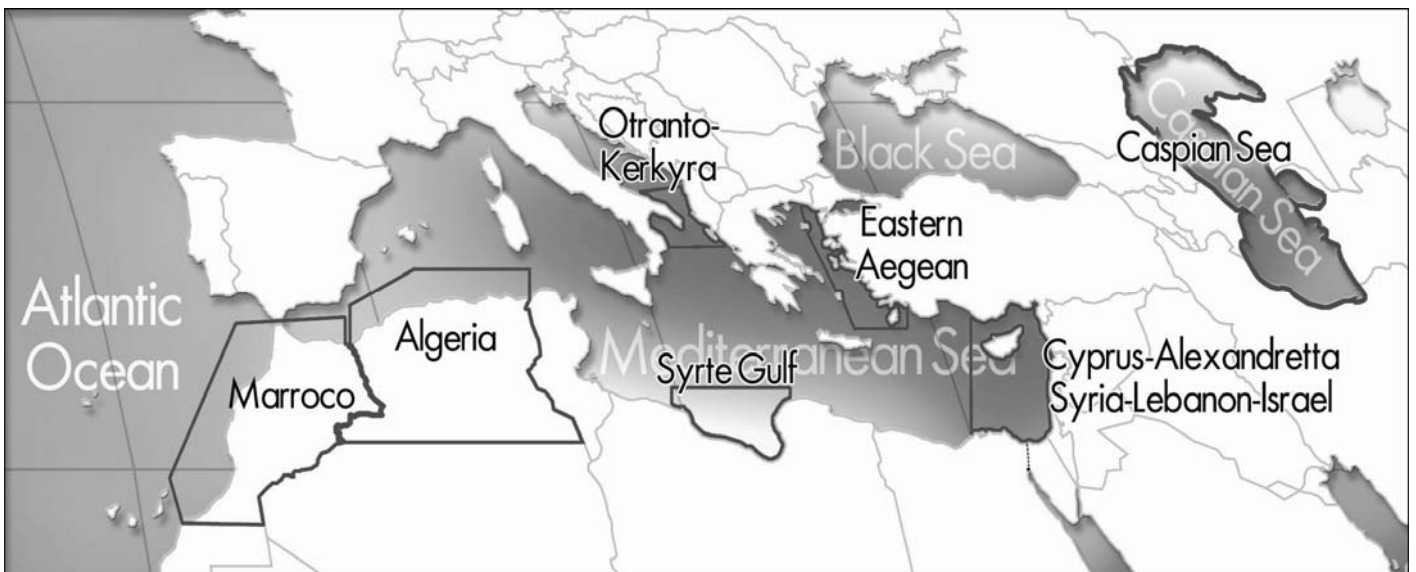 Otranto-
Kerkyra
Black Sea
Caspian Sea
Caspian Sea
Eastern
Aegean
Atlantic
Ocean
Algeria
Mediterranean Sea
Syrte Gulf
Cyprus-Alexandretta
Syria-Lebanon-Israel
Marroco